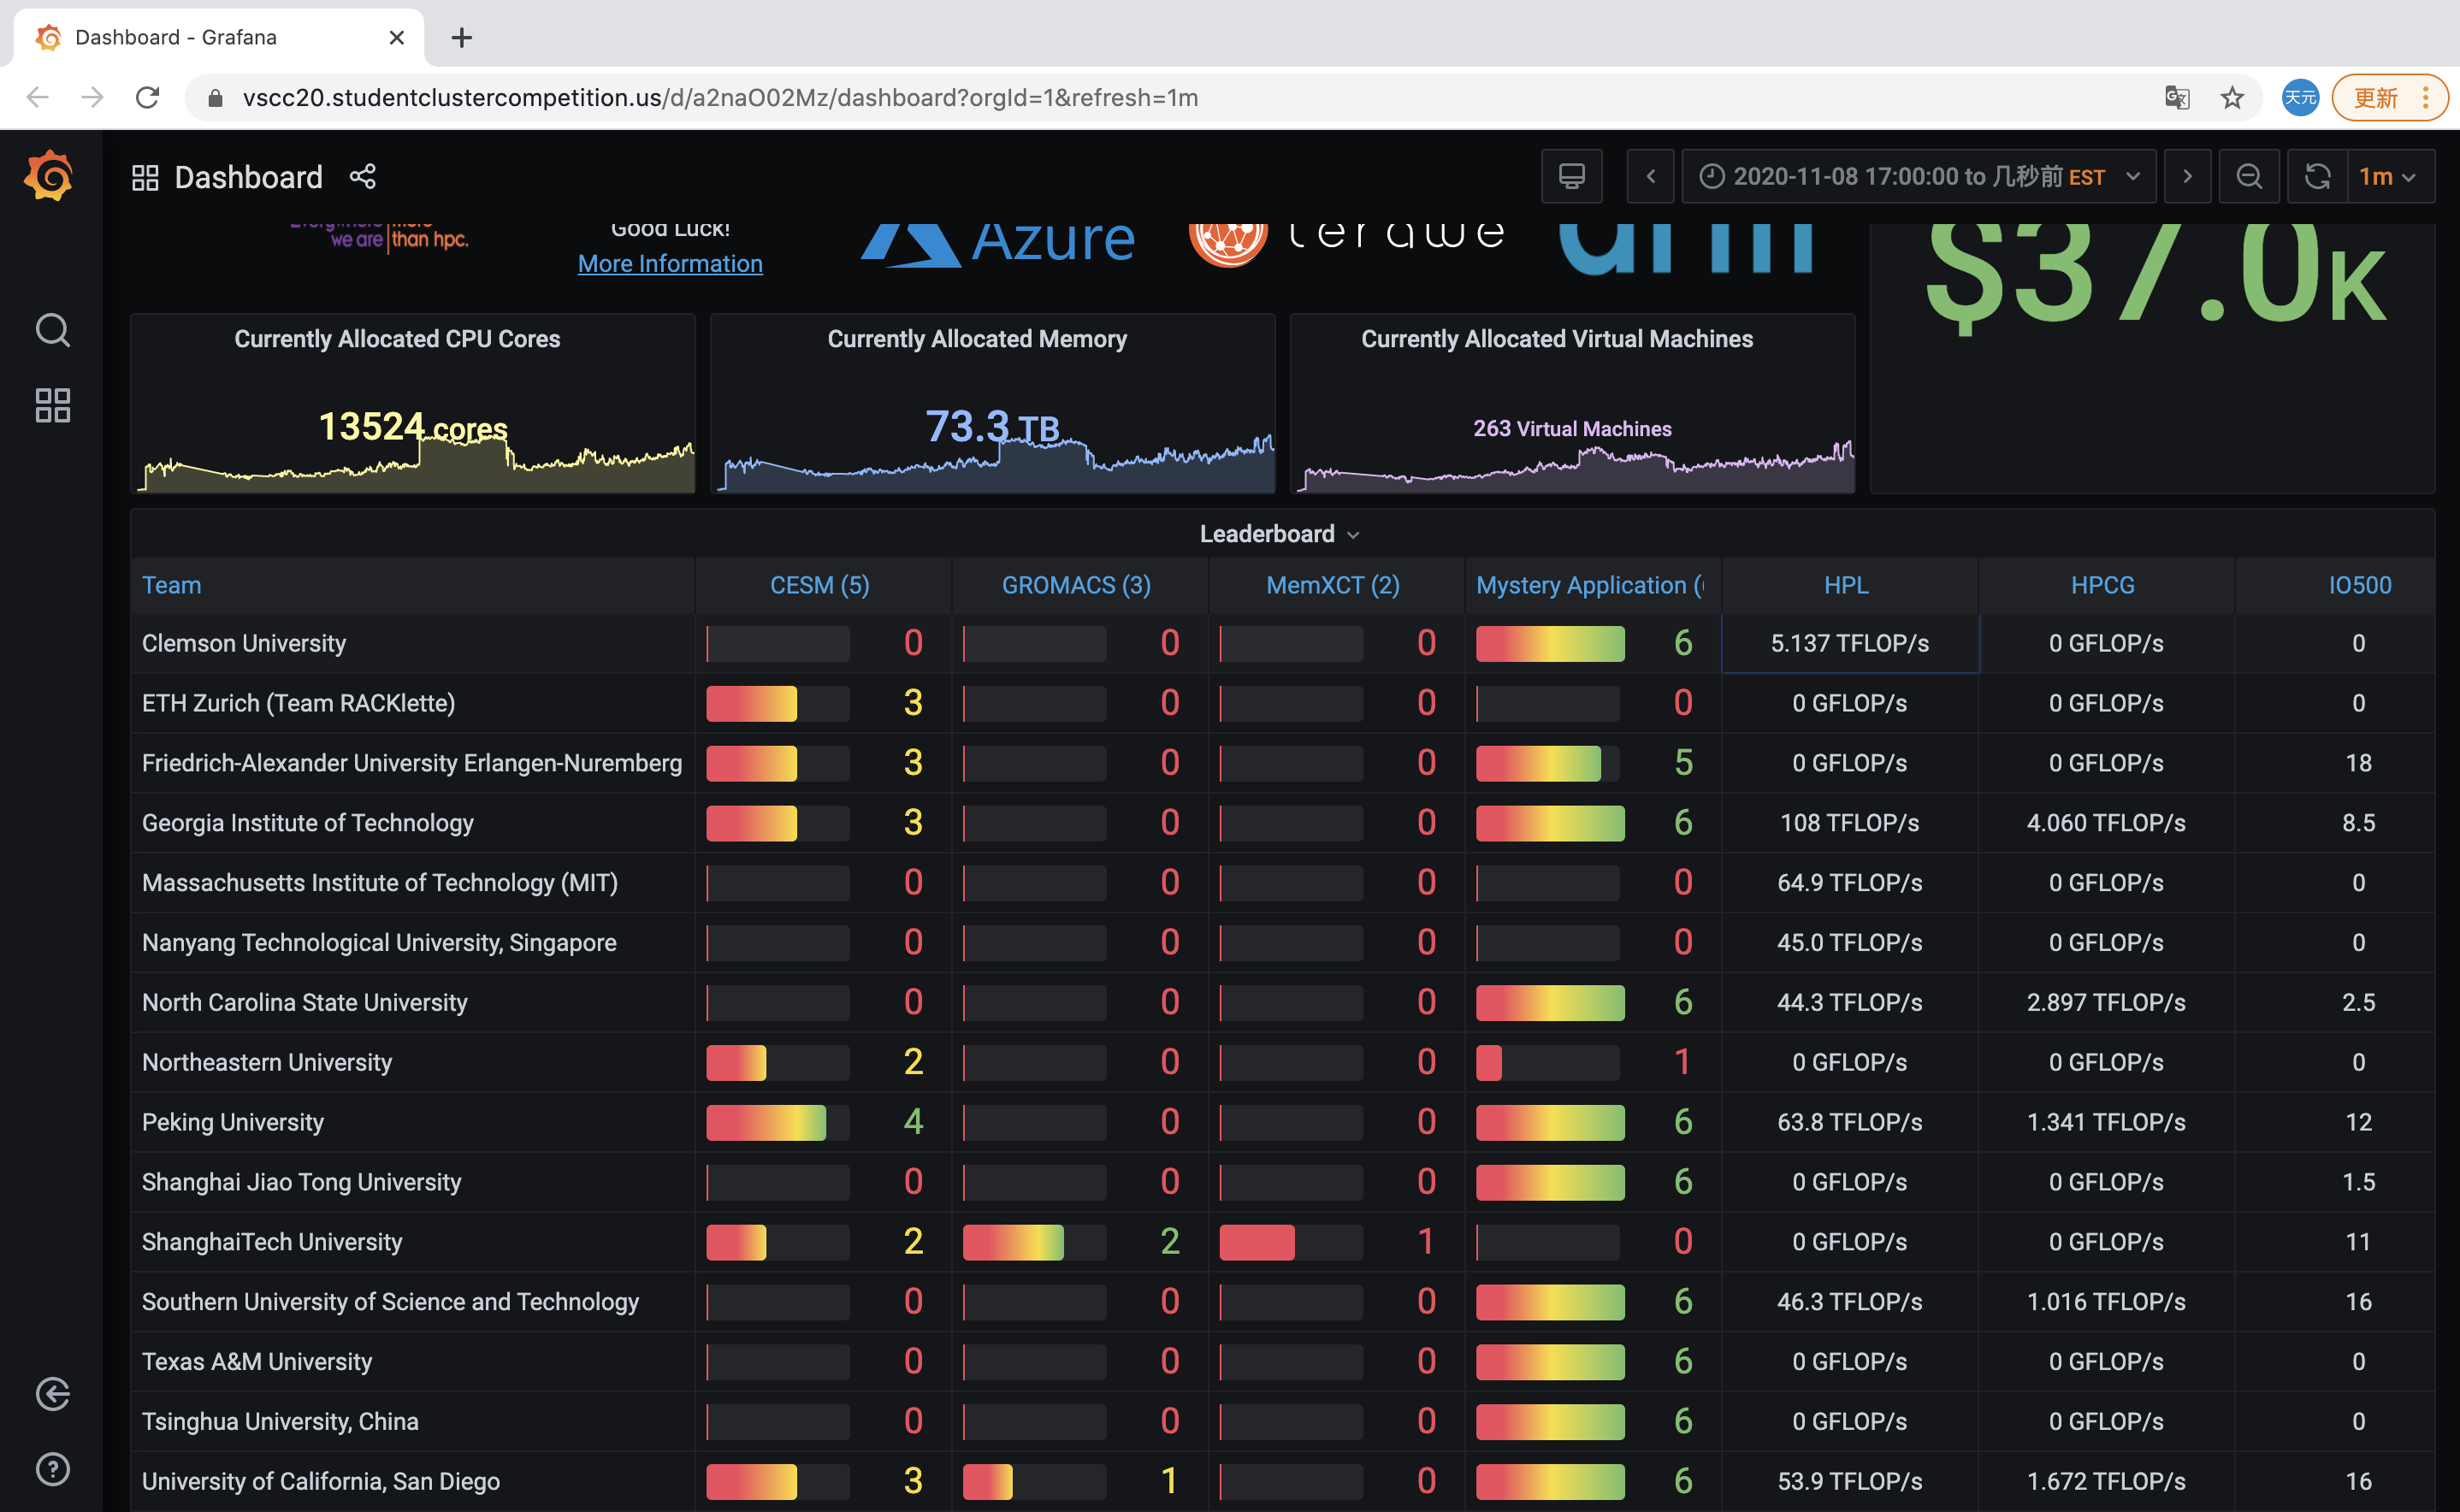 Dashboard - Grafana
vscc20.studentclustercompetition.us/d/a2naO02Mz/dashboard?orgId=1&refresh=1m
天元
更新
Dashboard
2020-11-08 17:00:00 to 几秒前 EST
1m
we are than hpc.
Good Luck!
More Information
Azure
terawe
arm
$37.0K
Currently Allocated CPU Cores
13524 cores
Currently Allocated Memory
73.3 TB
Currently Allocated Virtual Machines
263 Virtual Machines
Leaderboard
Team CESM (5) GROMACS (3) MemXCT (2) Mystery Application ( HPL HPCG IO500
Clemson University 0 0 0 6 5.137 TFLOP/s 0 GFLOP/s 0
ETH Zurich (Team RACKlette) 3 0 0 0 0 GFLOP/s 0 GFLOP/s 0
Friedrich-Alexander University Erlangen-Nuremberg 3 0 0 5 0 GFLOP/s 0 GFLOP/s 18
Georgia Institute of Technology 3 0 0 6 108 TFLOP/s 4.060 TFLOP/s 8.5
Massachusetts Institute of Technology (MIT) 0 0 0 0 64.9 TFLOP/s 0 GFLOP/s 0
Nanyang Technological University, Singapore 0 0 0 0 45.0 TFLOP/s 0 GFLOP/s 0
North Carolina State University 0 0 0 6 44.3 TFLOP/s 2.897 TFLOP/s 2.5
Northeastern University 2 0 0 1 0 GFLOP/s 0 GFLOP/s 0
Peking University 4 0 0 6 63.8 TFLOP/s 1.341 TFLOP/s 12
Shanghai Jiao Tong University 0 0 0 6 0 GFLOP/s 0 GFLOP/s 1.5
ShanghaiTech University 2 2 1 0 0 GFLOP/s 0 GFLOP/s 11
Southern University of Science and Technology 0 0 0 6 46.3 TFLOP/s 1.016 TFLOP/s 16
Texas A&M University 0 0 0 6 0 GFLOP/s 0 GFLOP/s 0
Tsinghua University, China 0 0 0 6 0 GFLOP/s 0 GFLOP/s 0
University of California, San Diego 3 1 0 6 53.9 TFLOP/s 1.672 TFLOP/s 16